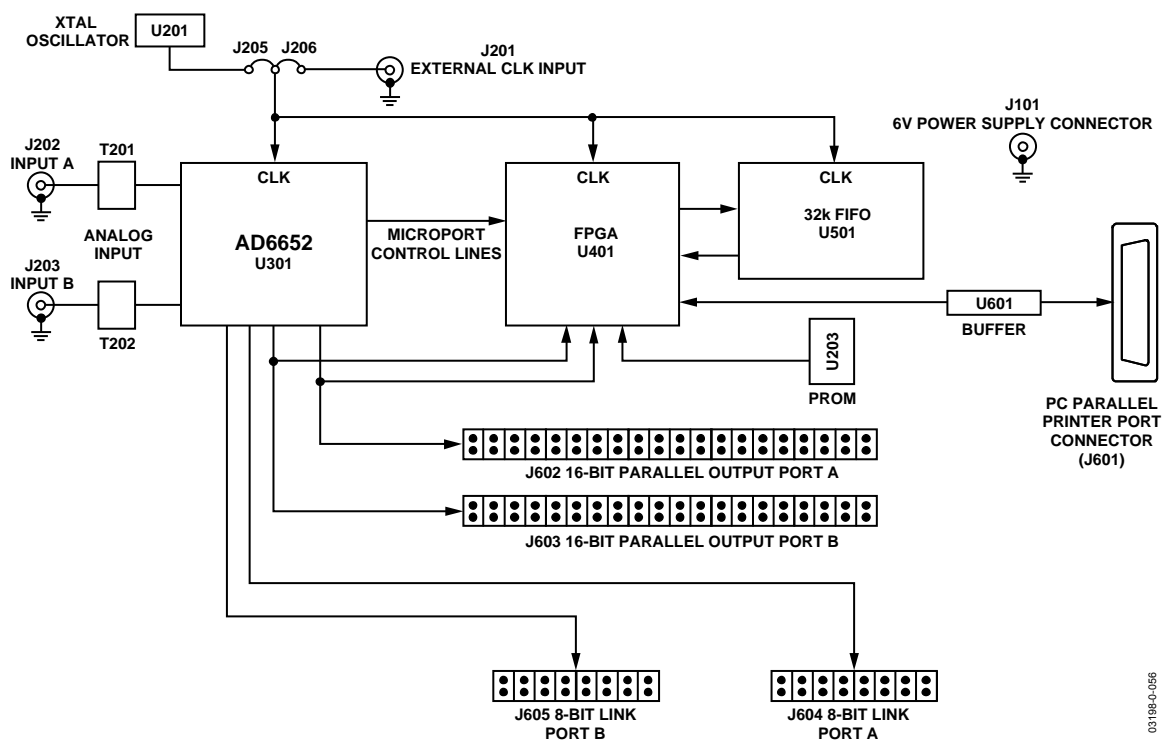 XTAL
OSCILLATOR
U201
J205
J206
J201
EXTERNAL CLK INPUT
J101
6V POWER SUPPLY CONNECTOR
J202
INPUT A
T201
CLK
CLK
CLK
AD6652
U301
MICROPORT
CONTROL LINES
FPGA
U401
32k FIFO
U501
ANALOG
INPUT
J203
INPUT B
T202
U601
BUFFER
U203
PROM
PC PARALLEL
PRINTER PORT
CONNECTOR
(J601)
J602 16-BIT PARALLEL OUTPUT PORT A
J603 16-BIT PARALLEL OUTPUT PORT B
J605 8-BIT LINK
PORT B
J604 8-BIT LINK
PORT A
03198-0-056